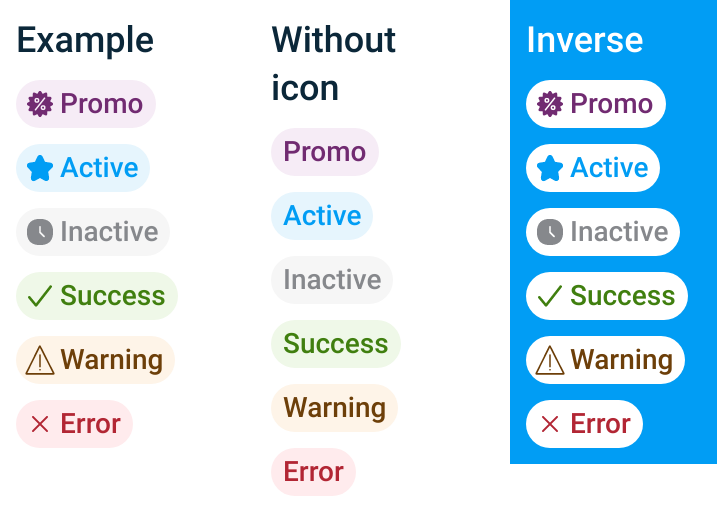 Example
Promo
Active
Inactive
Success
Warning
Error
Without
icon
Promo
Active
Inactive
Success
Warning
Error
Inverse
Promo
Active
Inactive
Success
Warning
Error